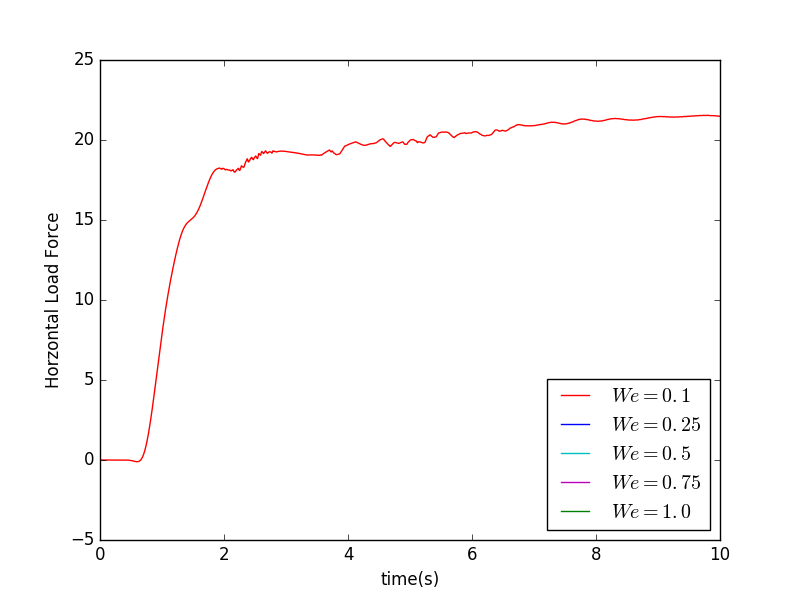 25
20
15
10
5
0
−5
0 2 4 6 8 10
Horzontal Load Force
time(s)
We = 0.1
We = 0.25
We = 0.5
We = 0.75
We = 1.0